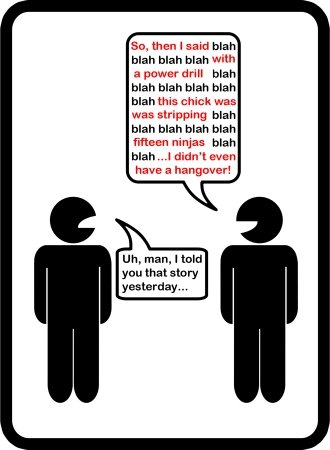 So, then I said blah
blah blah blah with
a power drill blah
blah blah blah blah
blah this chick was
was stripping blah
blah blah blah blah
fifteen ninjas blah
blah ...I didn't even
have a hangover!
Uh, man, I told
you that story
yesterday...